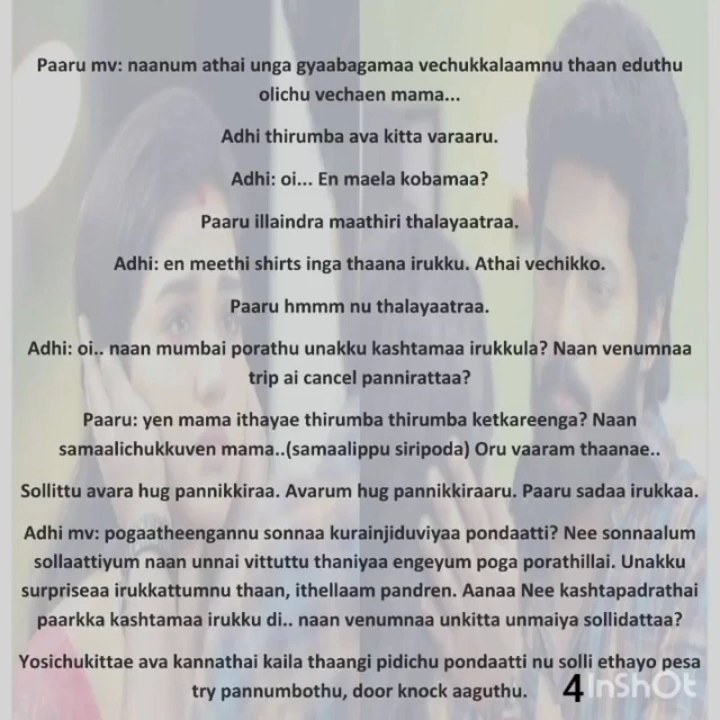 Paaru mv: naanum athai unga gyaabagamaa vechukkalaamnu thaan eduthu
olichu vechaen mama...
Adhi thirumba ava kitta varaaru.
Adhi: oi... En maela kobamaa?
Paaru illaindra maathiri thalayaatraa.
Adhi: en meethi shirts inga thaana irukku. Athai vechikko.
Paaru hmmm nu thalayaatraa.
Adhi: oi.. naan mumbai porathu unakku kashtamaa irukkula? Naan venumnaa
trip ai cancel pannirattaa?
Paaru: yen mama ithayae thirumba thirumba ketkareenga? Naan
samaalichukkuven mama..(samaalippu siripoda) Oru vaaram thaanae..
Sollittu avara hug pannikkiraa. Avarum hug pannikkiraaru. Paaru sadaa irukkaa.
Adhi mv: pogaatheengannu sonnaa kurainjiduviyaa pondaatti? Nee sonnaalum
sollaattiyum naan unnai vittuttu thaniyaa engeyum poga porathillai. Unakku
surpriseaa irukkattumnu thaan, ithellaam pandren. Aanaa Nee kashtapadrathai
paarkka kashtamaa irukku di.. naan venumnaa unkitta unmaiya sollidattaa?
Yosichukittae ava kannathai kaila thaangi pidichu pondaatti nu solli ethayo pesa
try pannumbothu, door knock aaguthu.
4 InShOt